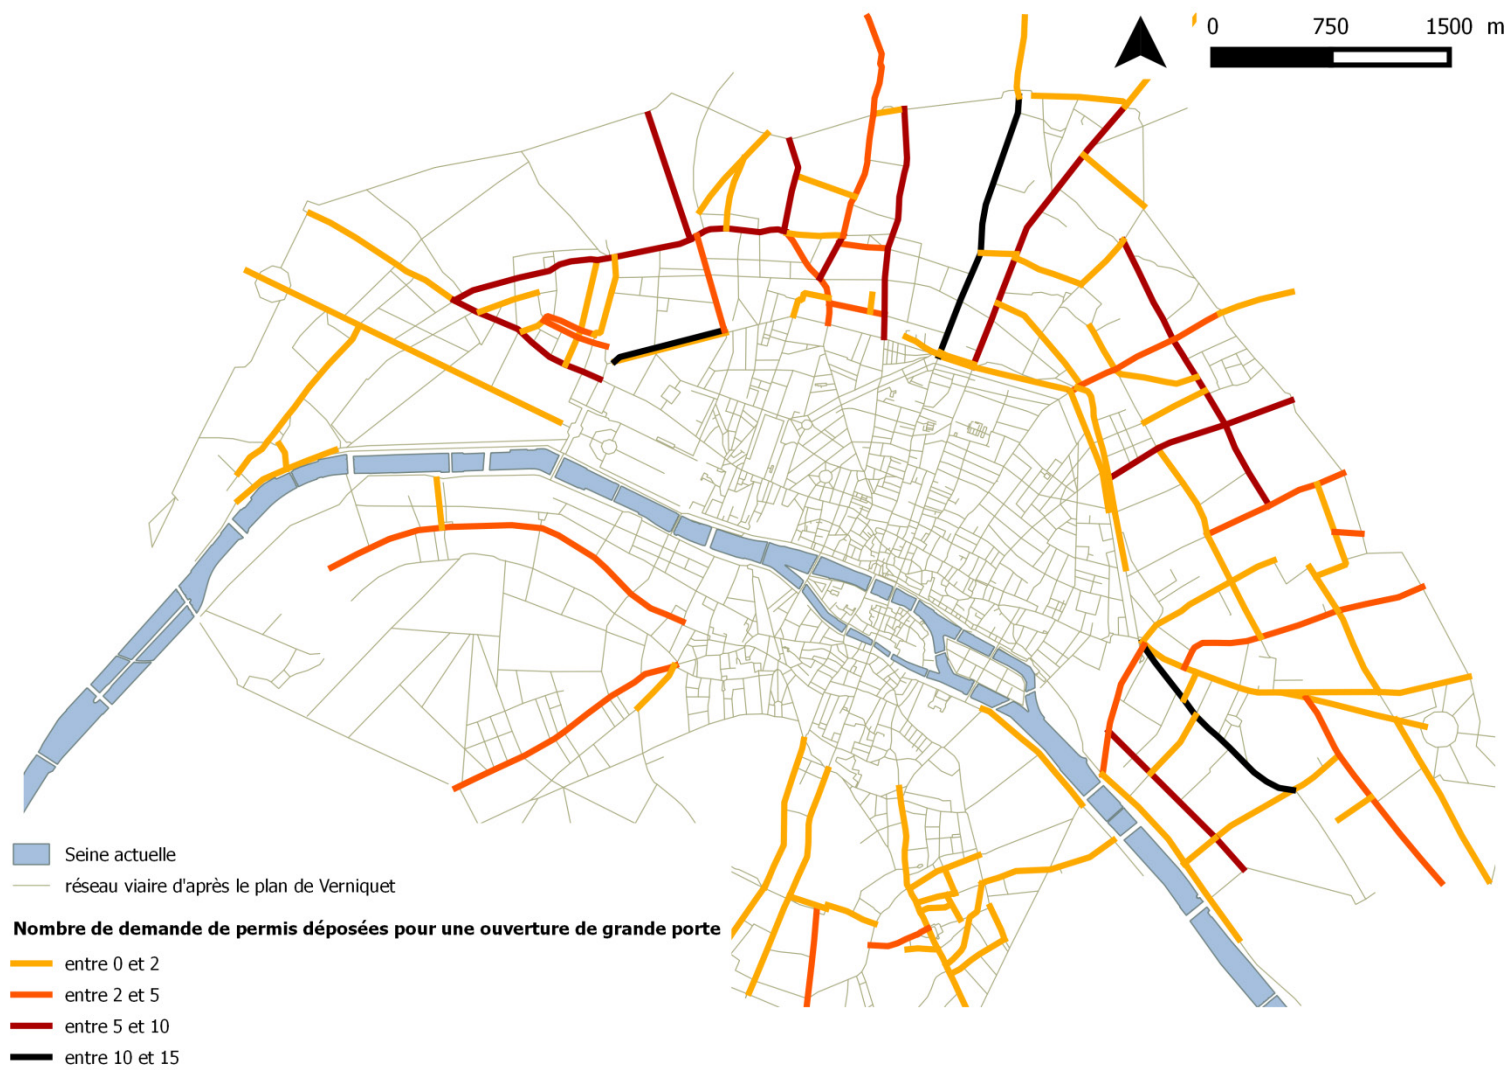 0 750 1500 m
Seine actuelle
réseau viaire d'après le plan de Verniquet
Nombre de demande de permis déposées pour une ouverture de grande porte
entre 0 et 2
entre 2 et 5
entre 5 et 10
entre 10 et 15